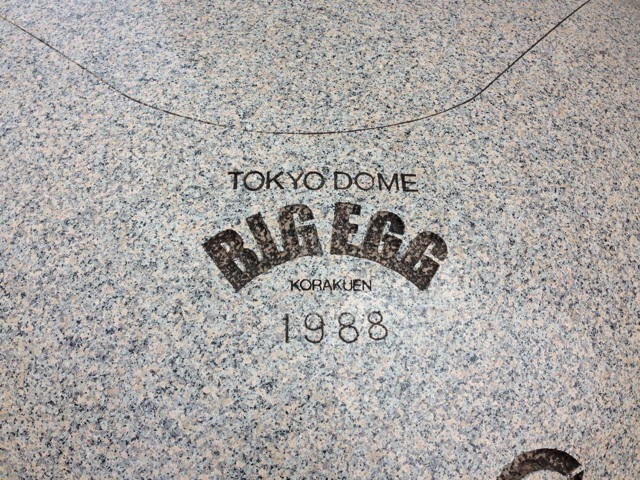 TOKYO DOME
BIG EGG
KORAKUEN
1988